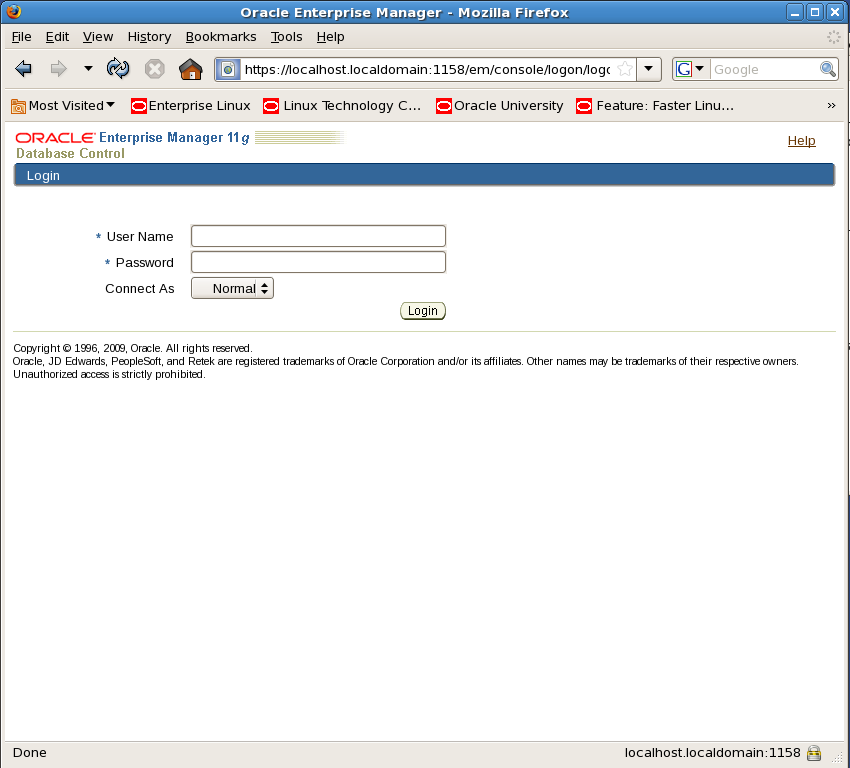 Oracle Enterprise Manager - Mozilla Firefox
File Edit View History Bookmarks Tools Help
https://localhost.localdomain:1158/em/console/logon/logo
G Google
Most Visited Enterprise Linux Linux Technology C... Oracle University Feature: Faster Linu... »
ORACLE Enterprise Manager 11g
Database Control
Help
Login
* User Name
* Password
Connect As Normal
Login
Copyright © 1996, 2009, Oracle. All rights reserved.
Oracle, JD Edwards, PeopleSoft, and Retek are registered trademarks of Oracle Corporation and/or its affiliates. Other names may be trademarks of their respective owners.
Unauthorized access is strictly prohibited.
Done localhost.localdomain:1158